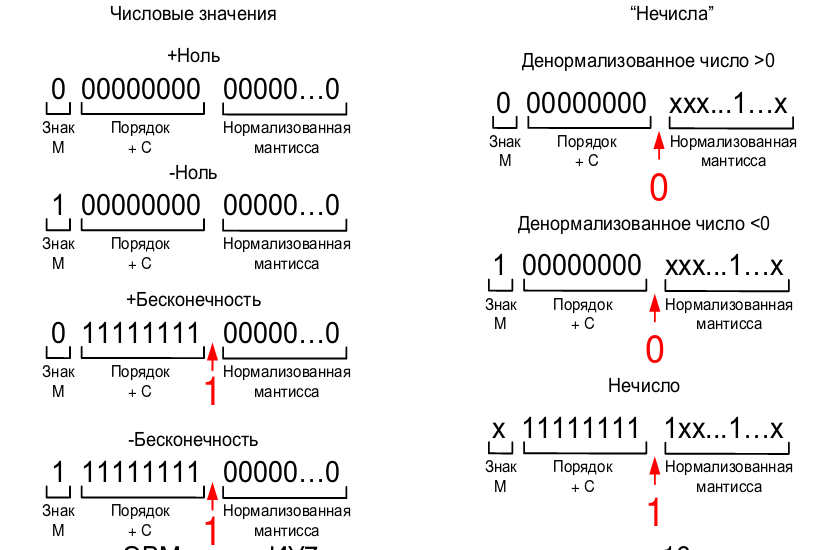 Числовые значения
+Ноль
0 00000000 00000...0
Знак Порядок Нормализованная
М + С мантисса
-Ноль
1 00000000 00000...0
Знак Порядок Нормализованная
М + С мантисса
+Бесконечность
0 11111111 00000...0
Знак Порядок Нормализованная
М + С мантисса
1
-Бесконечность
1 11111111 00000...0
Знак Порядок Нормализованная
М + С мантисса
1
“Нечисла”
Денормализованное число >0
0 00000000 xxx...1...x
Знак Порядок Нормализованная
М + С мантисса
0
Денормализованное число <0
1 00000000 xxx...1...x
Знак Порядок Нормализованная
М + С мантисса
0
Нечисло
x 11111111 1xx...1...x
Знак Порядок Нормализованная
М + С мантисса
1